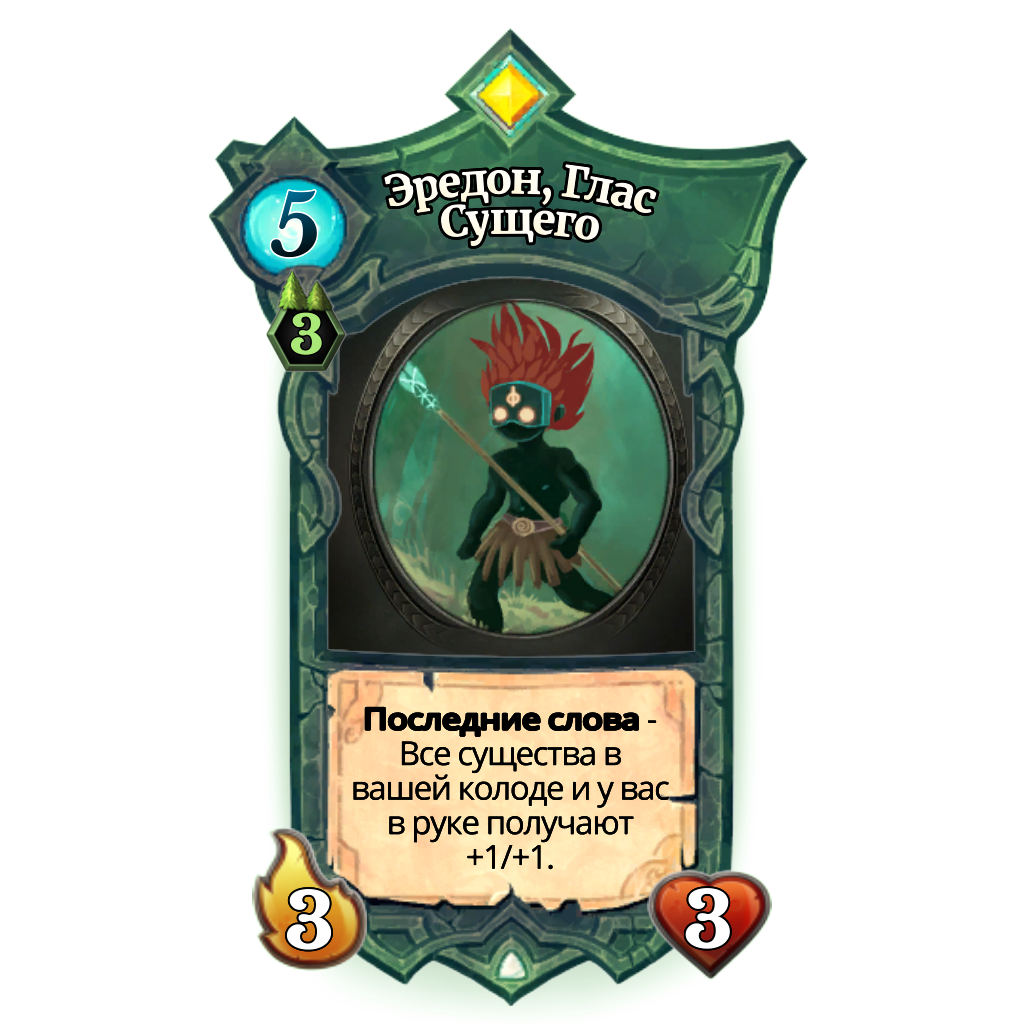 Эредон, Глас
Сущего
5
3
Последние слова -
Все существа в
вашей колоде и у вас
в руке получают
+1/+1.
3
3